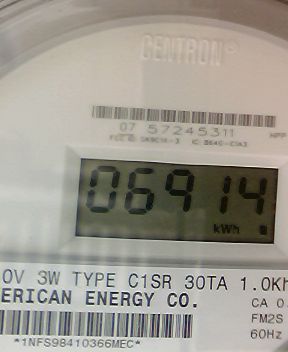 CENTRON®
07 57245311
06914
kWh
0V 3W TYPE C1SR 30TA 1.0Kh
ERICAN ENERGY CO.
CA 0.
FM2S
60Hz
*1NFS98410366MEC*